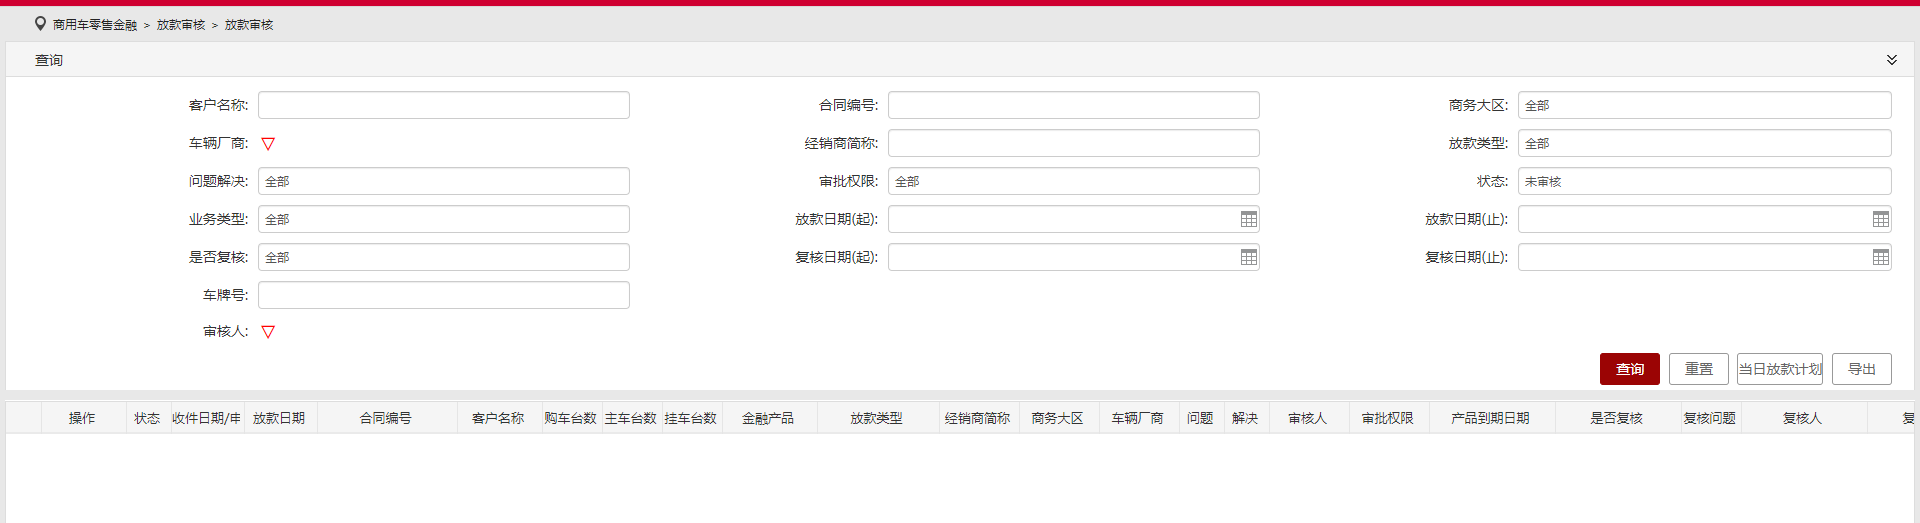 商用车零售金融 > 放款审核 > 放款审核
查询
客户名称: 合同编号: 商务大区: 全部
车辆厂商: 经销商简称: 放款类型: 全部
问题解决: 全部 审批权限: 全部 状态: 未审核
业务类型: 全部 放款日期(起): 放款日期(止):
是否复核: 全部 复核日期(起): 复核日期(止):
车牌号:
审核人:
查询 重置 当日放款计划 导出
操作 状态 收件日期/审 放款日期 合同编号 客户名称 购车台数 主车台数 挂车台数 金融产品 放款类型 经销商简称 商务大区 车辆厂商 问题 解决 审核人 审批权限 产品到期日期 是否复核 复核问题 复核人 复